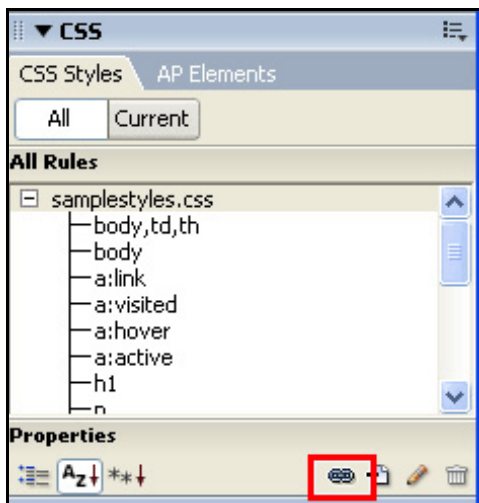 CSS
CSS Styles AP Elements
All Current
All Rules
samplestyles.css
body,td,th
body
a:link
a:visited
a:hover
a:active
h1
Properties
Az
**